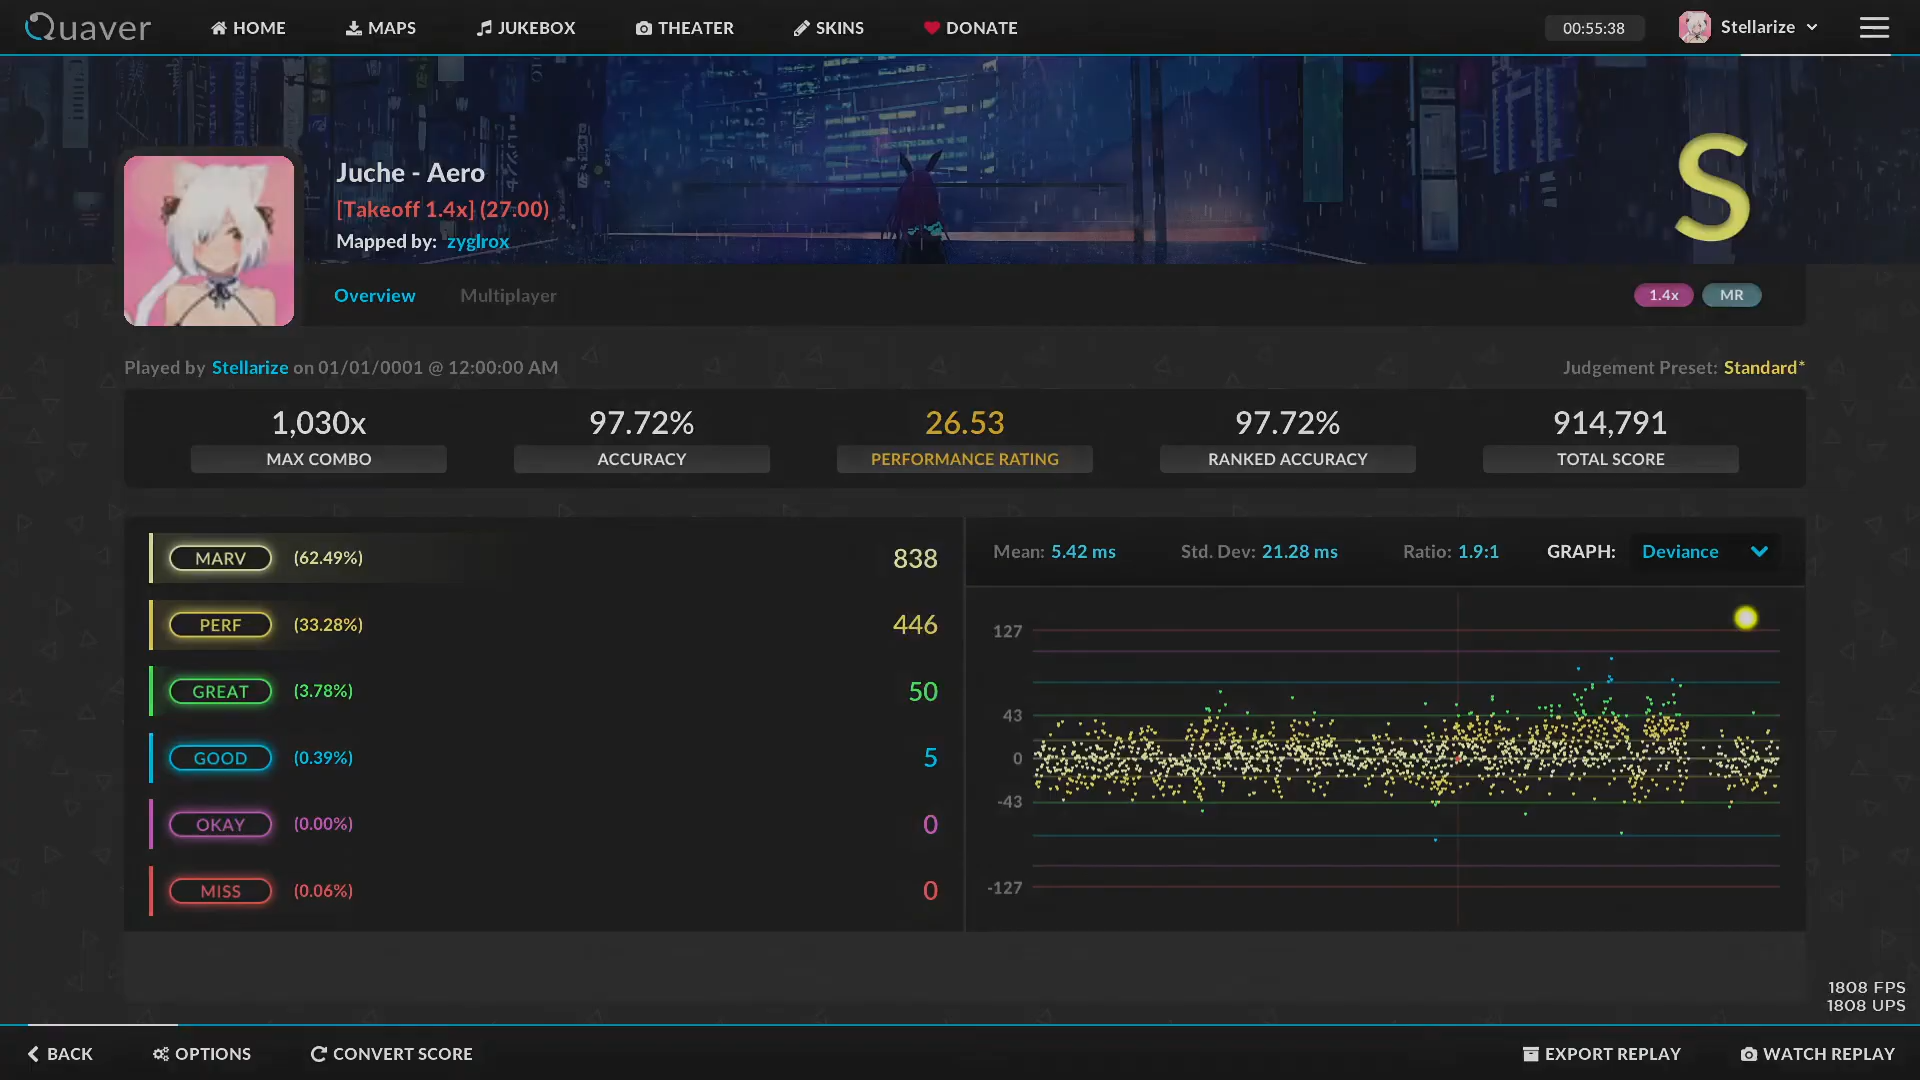 Quaver
HOME
MAPS
JUKEBOX
THEATER
SKINS
DONATE
00:55:38
Stellarize
Juche - Aero
[Takeoff 1.4x] (27.00)
Mapped by: zyglrox
S
Overview
Multiplayer
1.4x
MR
Played by Stellarize on 01/01/0001 @ 12:00:00 AM
Judgement Preset: Standard*
1,030x
MAX COMBO
97.72%
ACCURACY
26.53
PERFORMANCE RATING
97.72%
RANKED ACCURACY
914,791
TOTAL SCORE
MARV (62.49%) 838
PERF (33.28%) 446
GREAT (3.78%) 50
GOOD (0.39%) 5
OKAY (0.00%) 0
MISS (0.06%) 0
Mean: 5.42 ms
Std. Dev: 21.28 ms
Ratio: 1.9:1
GRAPH: Deviance
127
43
0
-43
-127
1808 FPS
1808 UPS
BACK
OPTIONS
CONVERT SCORE
EXPORT REPLAY
WATCH REPLAY